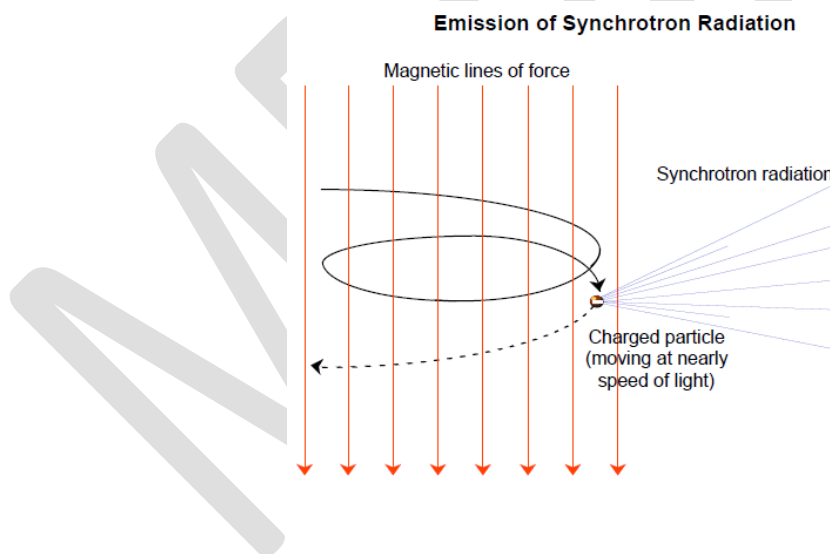 Emission of Synchrotron Radiation
Magnetic lines of force
Synchrotron radiation
Charged particle
(moving at nearly
speed of light)